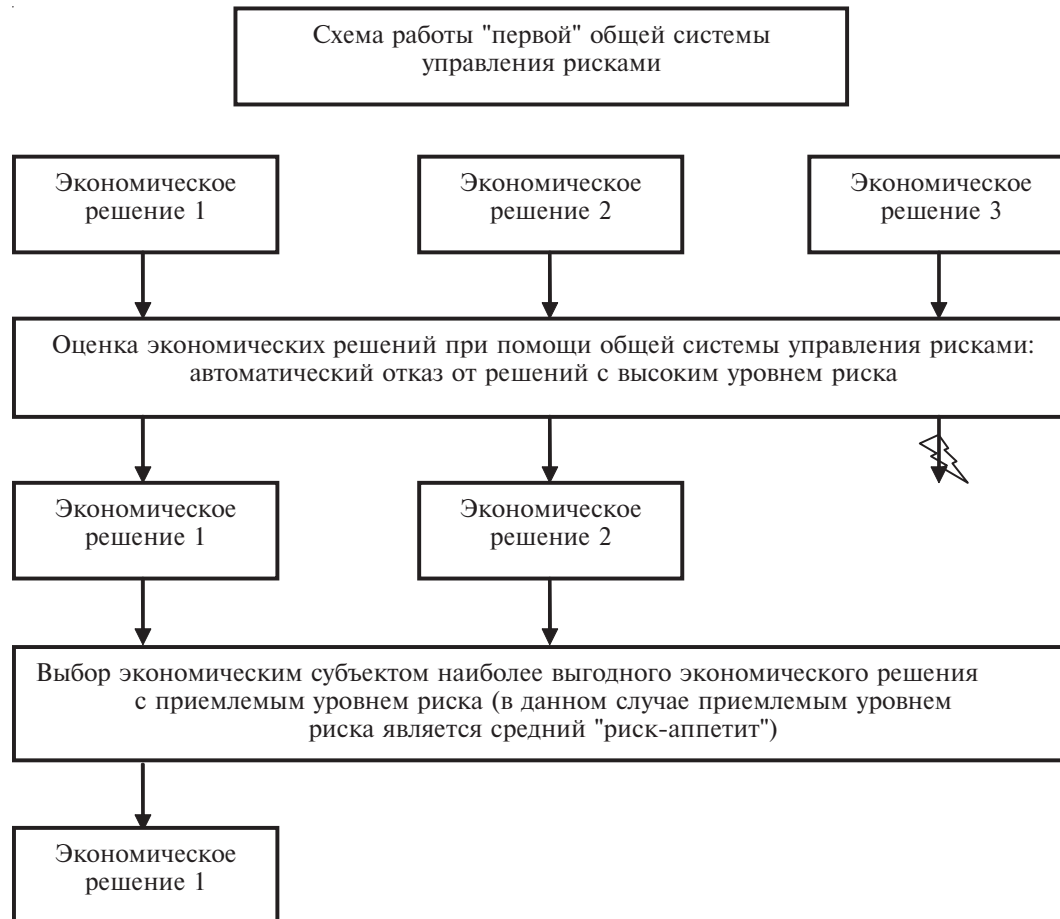 Схема работы "первой" общей системы
управления рисками
Экономическое
решение 1
Экономическое
решение 2
Экономическое
решение 3
Оценка экономических решений при помощи общей системы управления рисками:
автоматический отказ от решений с высоким уровнем риска
Экономическое
решение 1
Экономическое
решение 2
Выбор экономическим субъектом наиболее выгодного экономического решения
с приемлемым уровнем риска (в данном случае приемлемым уровнем
риска является средний "риск-аппетит")
Экономическое
решение 1